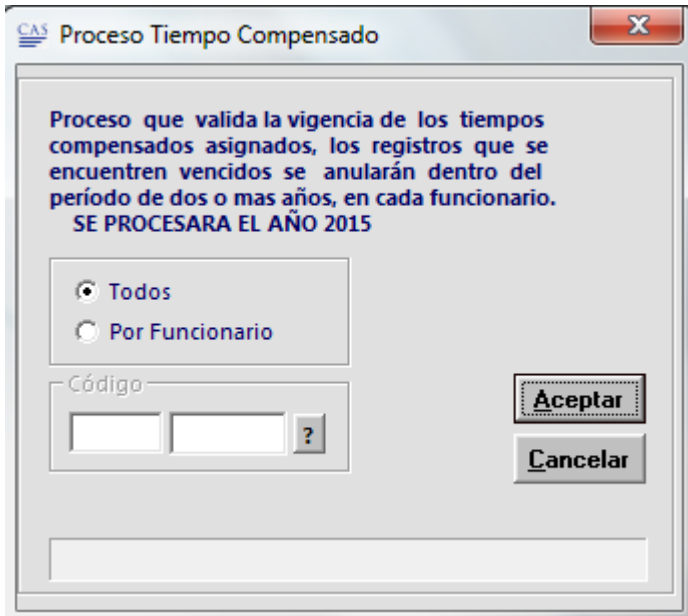 CAS Proceso Tiempo Compensado
Proceso que valida la vigencia de los tiempos
compensados asignados, los registros que se
encuentren vencidos se anularán dentro del
período de dos o mas años, en cada funcionario.
SE PROCESARA EL AÑO 2015
Todos
Por Funcionario
Código
?
Aceptar
Cancelar